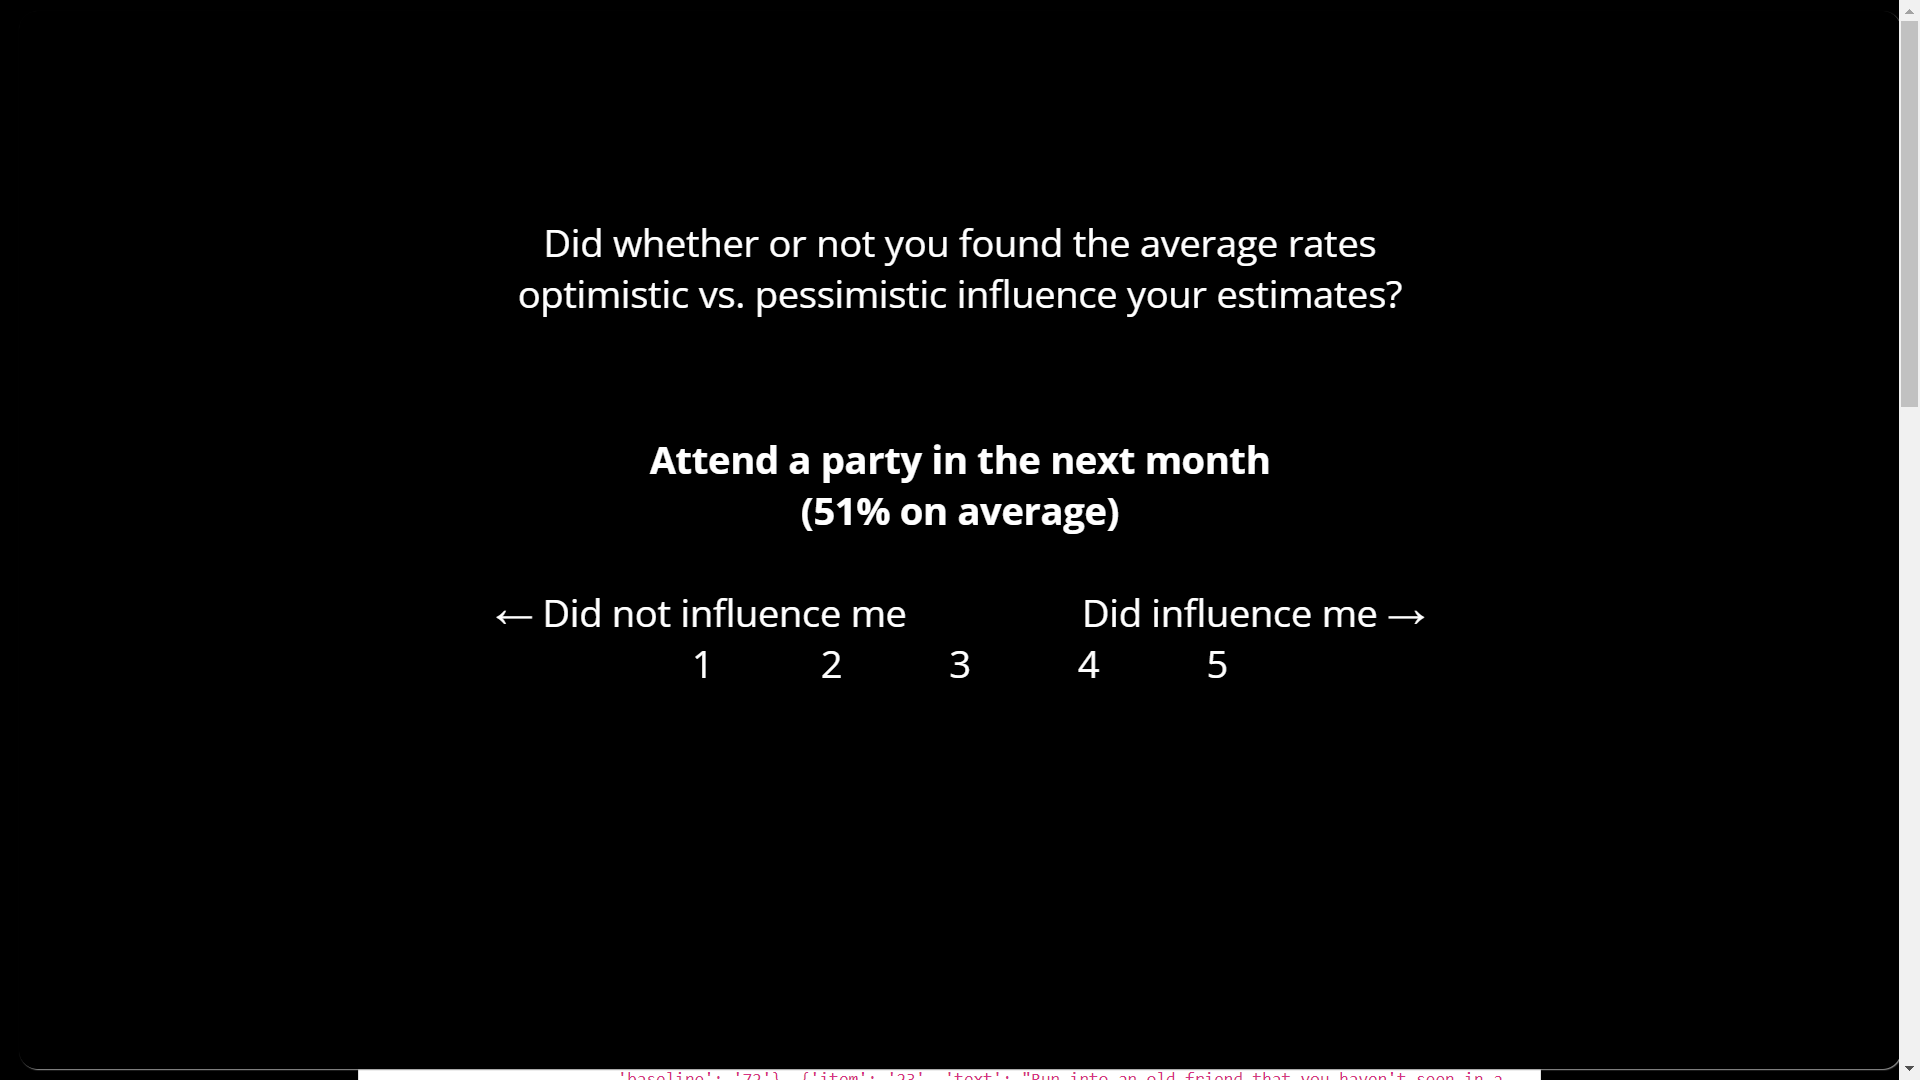 Did whether or not you found the average rates
optimistic vs. pessimistic influence your estimates?
Attend a party in the next month
(51% on average)
← Did not influence me Did influence me →
1 2 3 4 5
'baseline': '72'}, {'item': '23', 'text': "Run into an old friend that you haven't seen in a